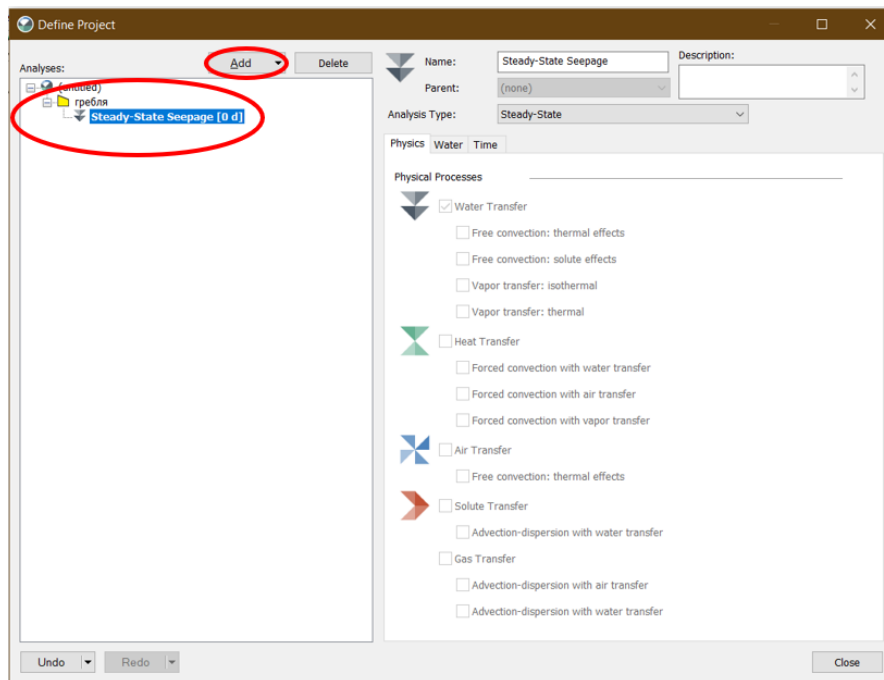 Define Project
Analyses:
Add
Delete
(untitled)
гребля
Steady-State Seepage [0 d]
Name:
Steady-State Seepage
Description:
Parent:
(none)
Analysis Type:
Steady-State
Physics
Water
Time
Physical Processes
Water Transfer
Free convection: thermal effects
Free convection: solute effects
Vapor transfer: isothermal
Vapor transfer: thermal
Heat Transfer
Forced convection with water transfer
Forced convection with air transfer
Forced convection with vapor transfer
Air Transfer
Free convection: thermal effects
Solute Transfer
Advection-dispersion with water transfer
Gas Transfer
Advection-dispersion with air transfer
Advection-dispersion with water transfer
Undo
Redo
Close